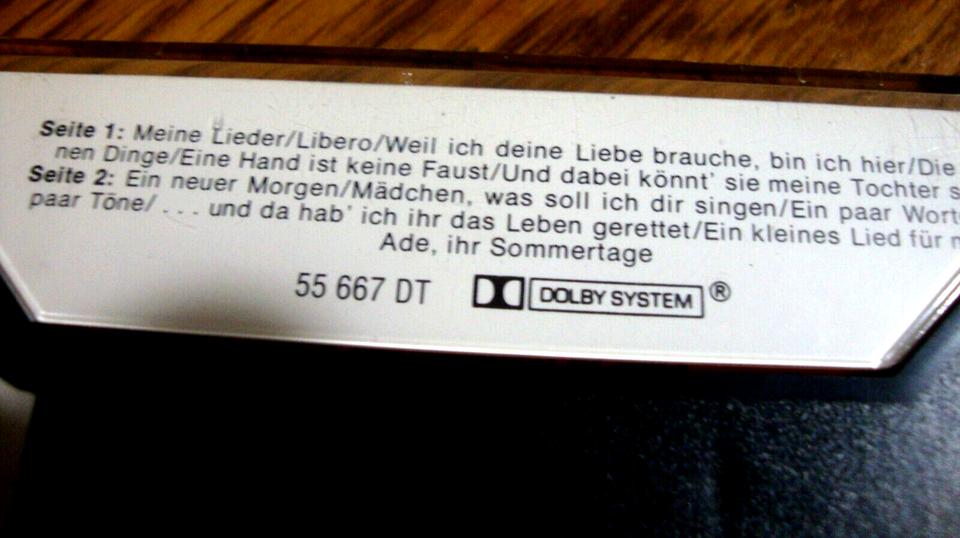 Seite 1: Meine Lieder/Libero/Weil ich deine Liebe brauche, bin ich hier/Die
nen Dinge/Eine Hand ist keine Faust/Und dabei könnt' sie meine Tochter s
Seite 2: Ein neuer Morgen/Mädchen, was soll ich dir singen/Ein paar Wort
paar Töne/ . . . und da hab' ich ihr das Leben gerettet/Ein kleines Lied für
Ade, ihr Sommertage
55 667 DT DOLBY SYSTEM ®